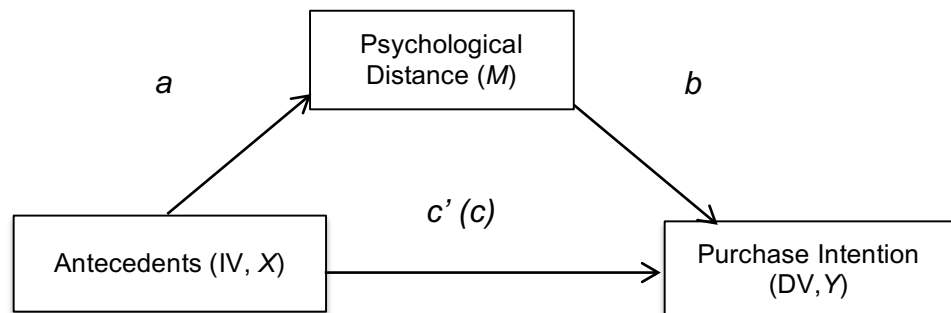 Psychological
Distance (M)
a
b
c’ (c)
Antecedents (IV, X)
Purchase Intention
(DV, Y)